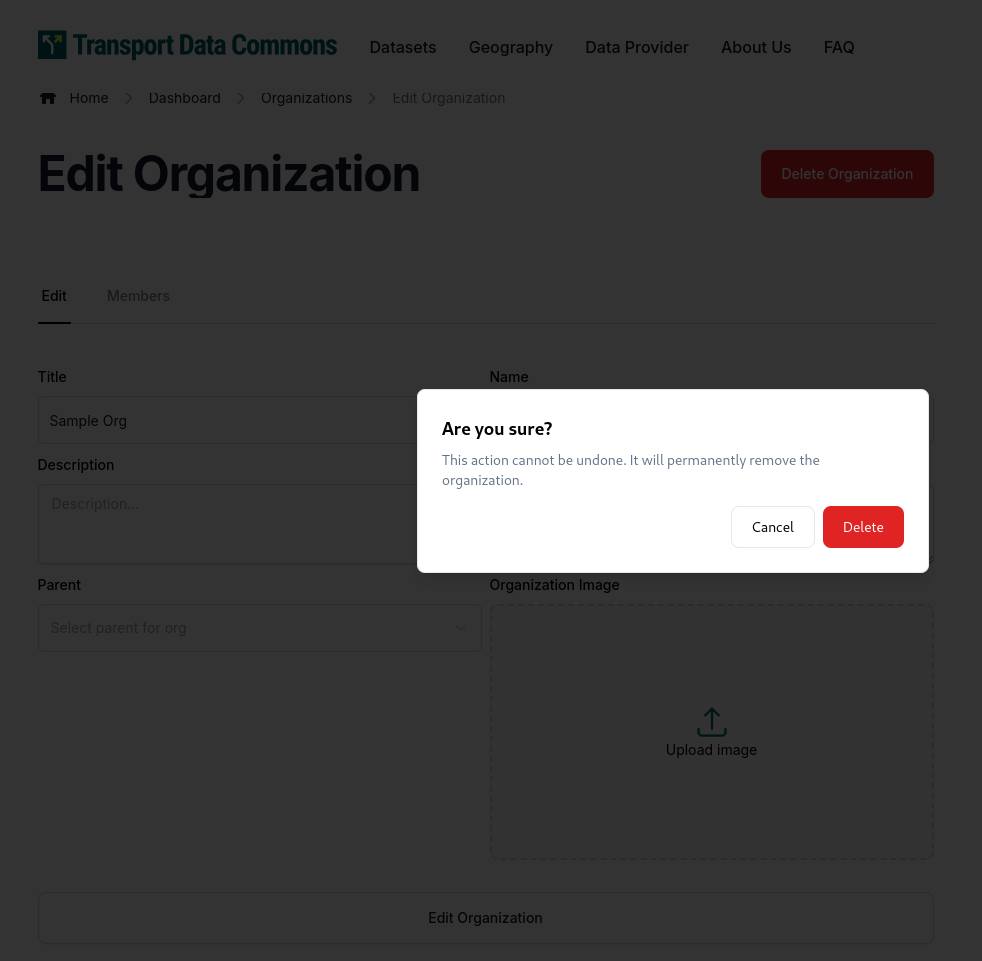 Transport Data Commons Datasets Geography Data Provider About Us FAQ
Home Dashboard Organizations Edit Organization
Edit Organization Delete Organization
Edit Members
Title Name
Sample Org
Are you sure?
This action cannot be undone. It will permanently remove the
organization.
Cancel Delete
Description
Description...
Parent Organization Image
Select parent for org
Upload image
Edit Organization